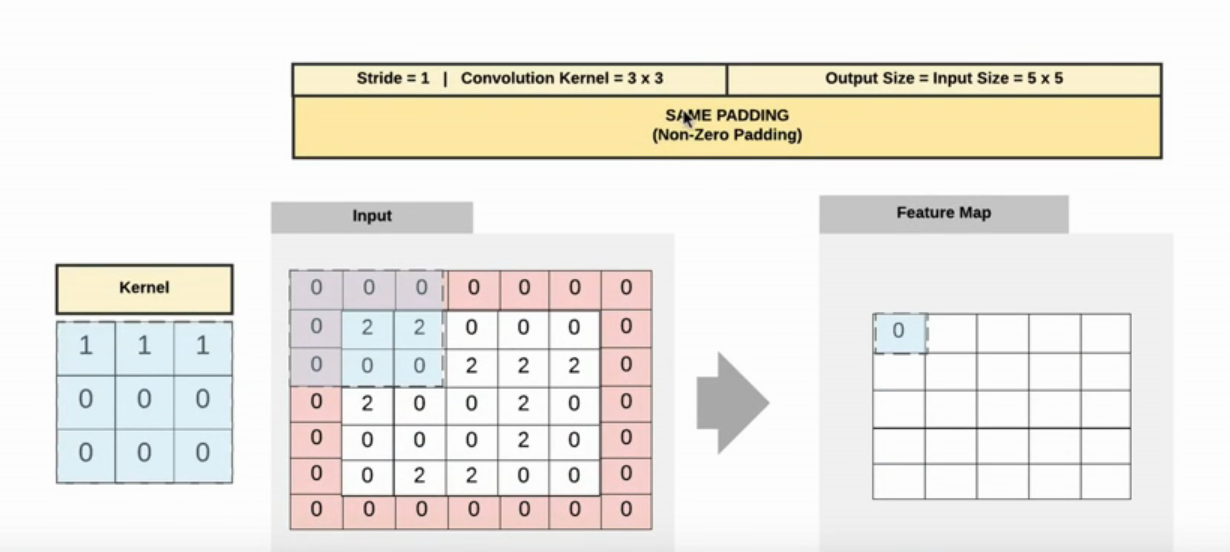 Stride = 1 | Convolution Kernel = 3 x 3
Output Size = Input Size = 5 x 5
SAME PADDING
(Non-Zero Padding)
Input
Feature Map
Kernel
1 1 1
0 0 0
0 0 0
0 0 0 0 0 0 0
0 2 2 0 0 0 0
0 0 0 2 2 2 0
0 2 0 0 2 0 0
0 0 0 0 2 0 0
0 0 2 2 0 0 0
0 0 0 0 0 0 0
0